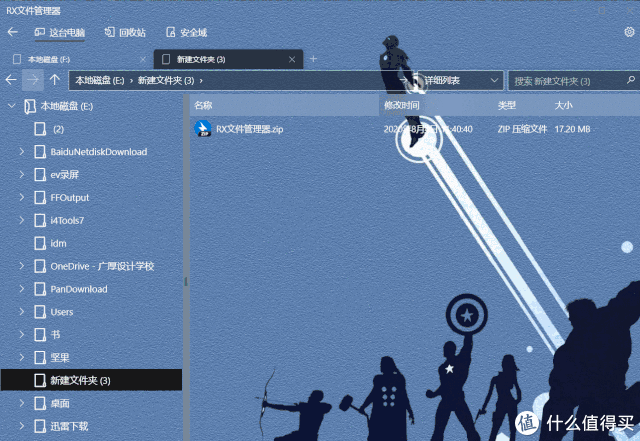 RX文件管理器
这台电脑 回收站 安全域
本地磁盘 (F:) 新建文件夹 (3)
本地磁盘 (E:) 新建文件夹 (3) 详细列表 搜索 新建文件夹 (3)
本地磁盘 (E:) 名称 修改时间 类型 大小
(2) RX文件管理器.zip ZIP 压缩文件 17.20 MB
BaiduNetdiskDownload
ev录屏
FFOutput
i4Tools7
idm
OneDrive - 广厚设计学校
PanDownload
Users
书
坚果
新建文件夹 (3)
桌面
迅雷下载
ZIP
值 什么值得买